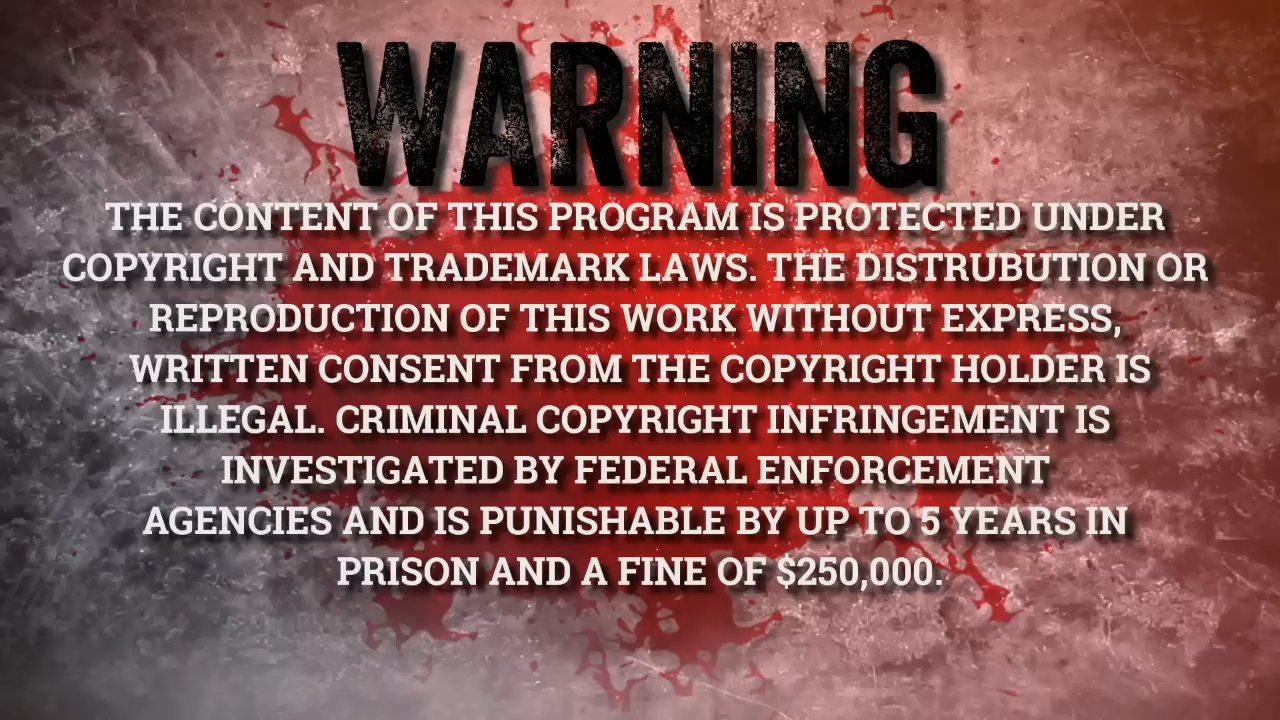 WARNING
THE CONTENT OF THIS PROGRAM IS PROTECTED UNDER
COPYRIGHT AND TRADEMARK LAWS. THE DISTRUBUTION OR
REPRODUCTION OF THIS WORK WITHOUT EXPRESS,
WRITTEN CONSENT FROM THE COPYRIGHT HOLDER IS
ILLEGAL. CRIMINAL COPYRIGHT INFRINGEMENT IS
INVESTIGATED BY FEDERAL ENFORCEMENT
AGENCIES AND IS PUNISHABLE BY UP TO 5 YEARS IN
PRISON AND A FINE OF $250,000.